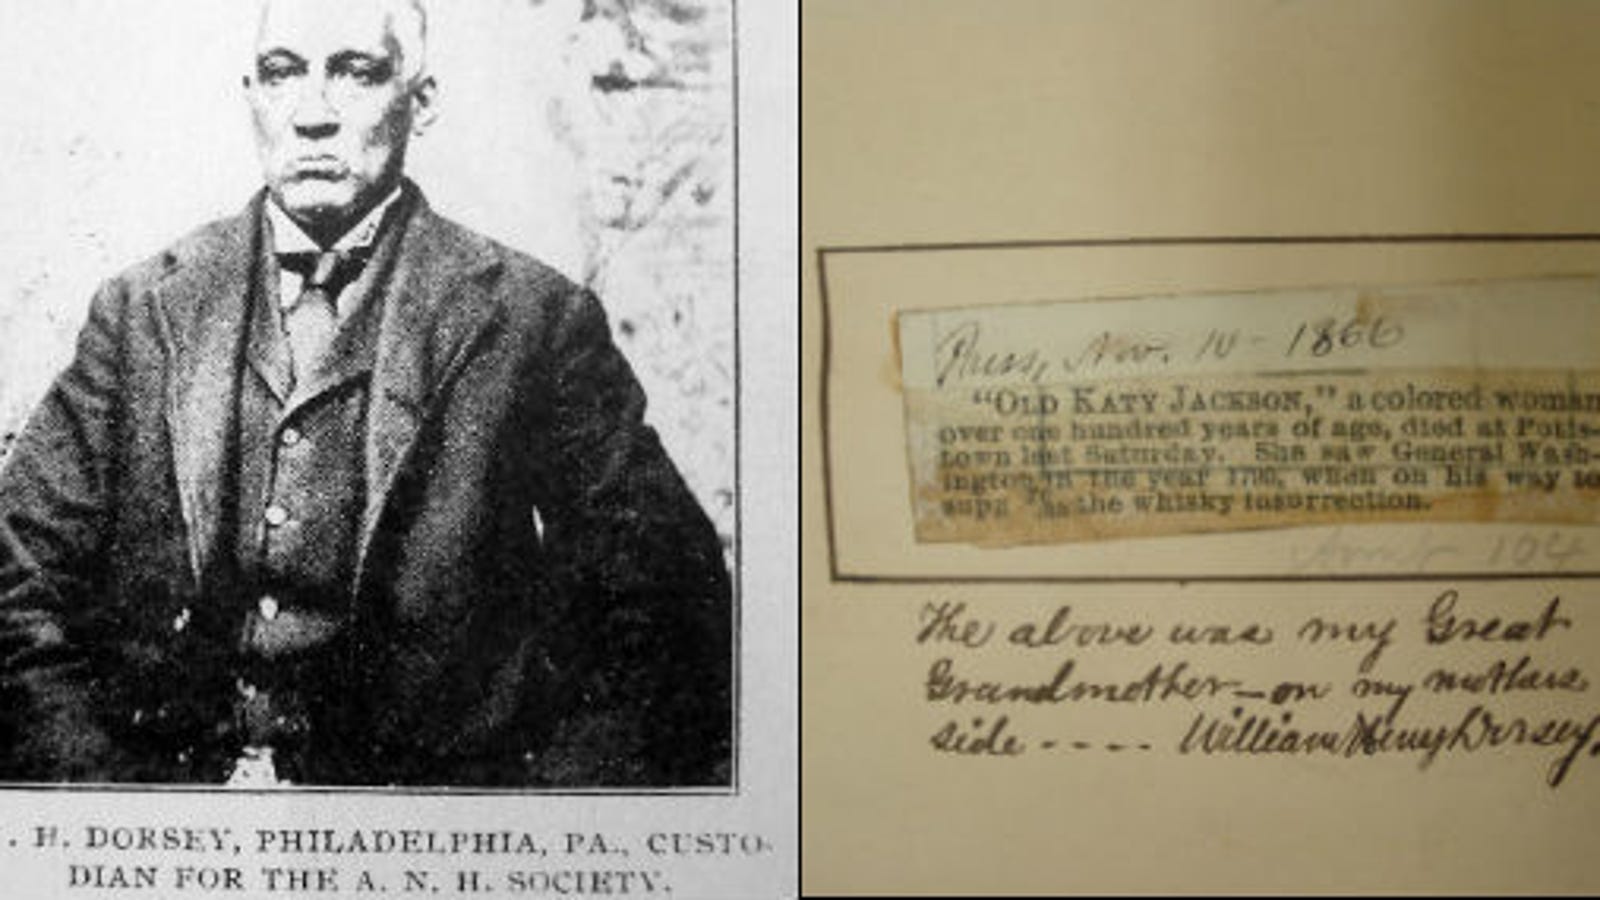 . H. DORSEY, PHILADELPHIA, PA., CUSTO-
DIAN FOR THE A. N. H. SOCIETY.
Press, Nov. 10 - 1866
"OLD KATY JACKSON," a colored woman
over one hundred years of age, died at Potts-
town last Saturday. She saw General Wash-
ington in the year 1790, when on his way to
the whisky insurrection.
104
The above was my Great
Grandmother - on my mothers
side - - - - William Henry Dorsey.